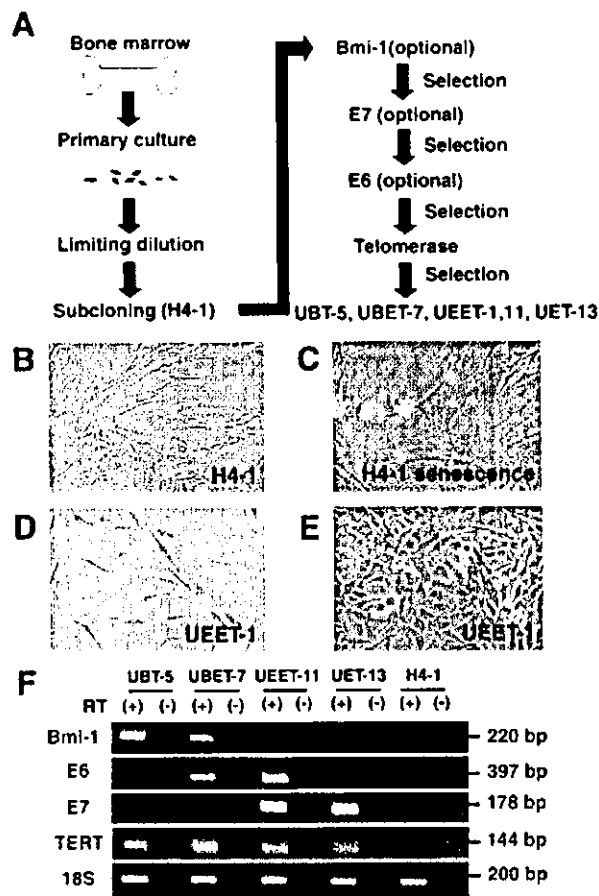 A
Bone marrow
Primary culture
Limiting dilution
Subcloning (H4-1)
Bmi-1(optional)
Selection
E7 (optional)
Selection
E6 (optional)
Selection
Telomerase
Selection
UBT-5, UBET-7, UEET-1,11, UET-13
B
H4-1
C
H4-1 senescence
D
UEET-1
E
UEET-1
F
UBT-5 UBET-7 UEET-11 UET-13 H4-1
RT (+) (-) (+) (-) (+) (-) (+) (-) (+) (-)
Bmi-1 220 bp
E6 397 bp
E7 178 bp
TERT 144 bp
18S 200 bp